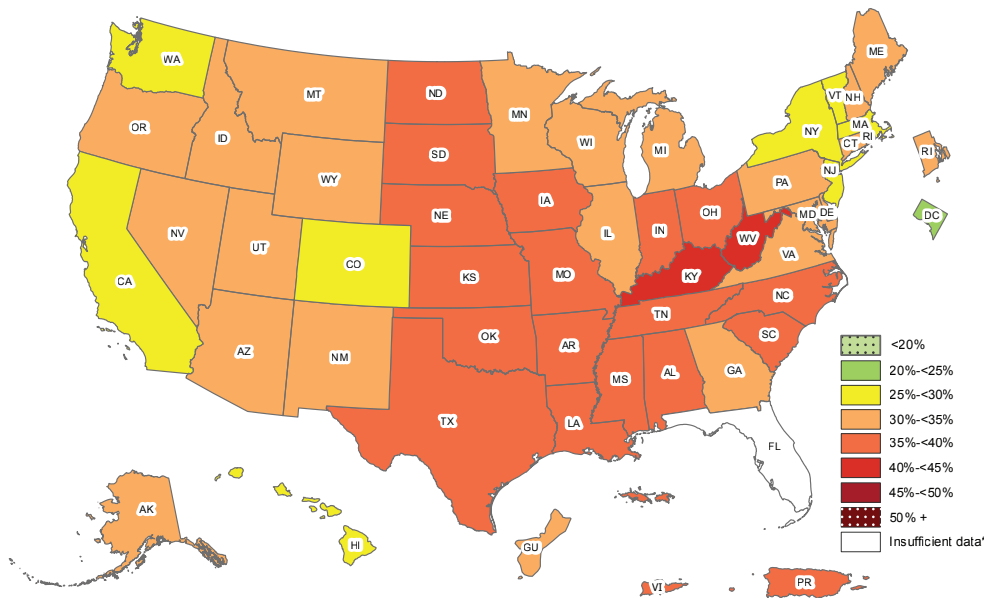 WA
ME
MT
ND
VT
NH
MN
OR
MA
NY
RI
ID
WI
CT
MI
RI
SD
WY
NJ
PA
IA
NE
OH
DE
MD
DC
IL
IN
NV
WV
UT
VA
CO
CA
MO
KS
KY
NC
TN
OK
SC
AR
AZ
NM
GA
MS
AL
TX
LA
FL
<20%
20%-<25%
25%-<30%
30%-<35%
35%-<40%
40%-<45%
45%-<50%
50% +
Insufficient data*
AK
HI
GU
VI
PR